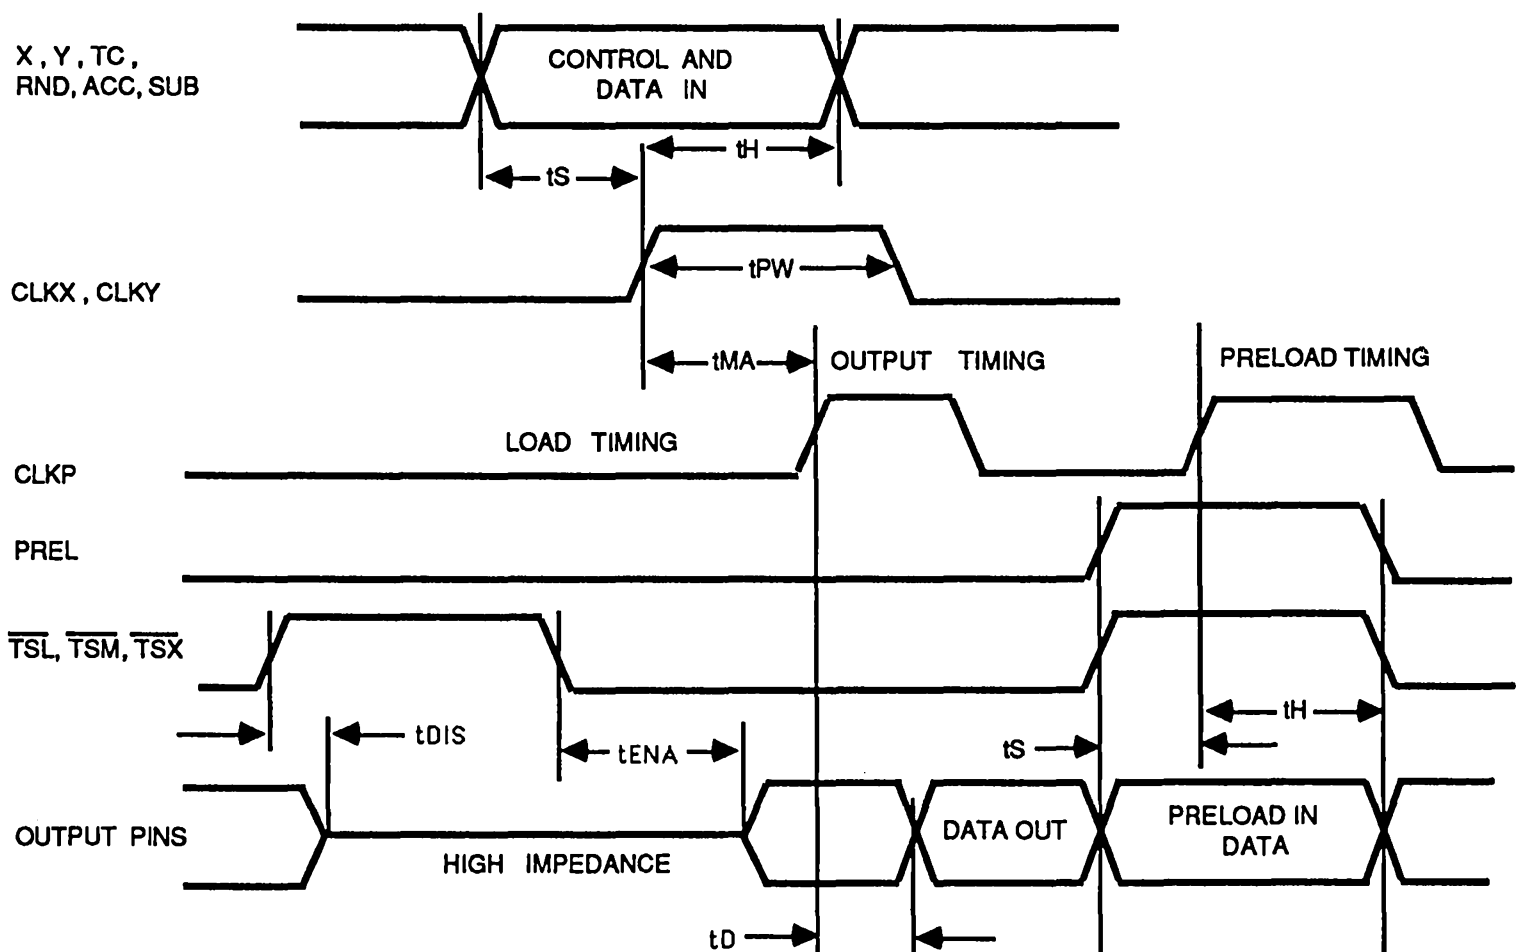 X , Y , TC ,
RND, ACC, SUB
CONTROL AND
DATA IN
tH
tS
tPW
CLKX , CLKY
tMA
OUTPUT TIMING
PRELOAD TIMING
LOAD TIMING
CLKP
PREL
TSL, TSM, TSX
tH
tDIS
tS
tENA
OUTPUT PINS
HIGH IMPEDANCE
DATA OUT
PRELOAD IN
DATA
tD